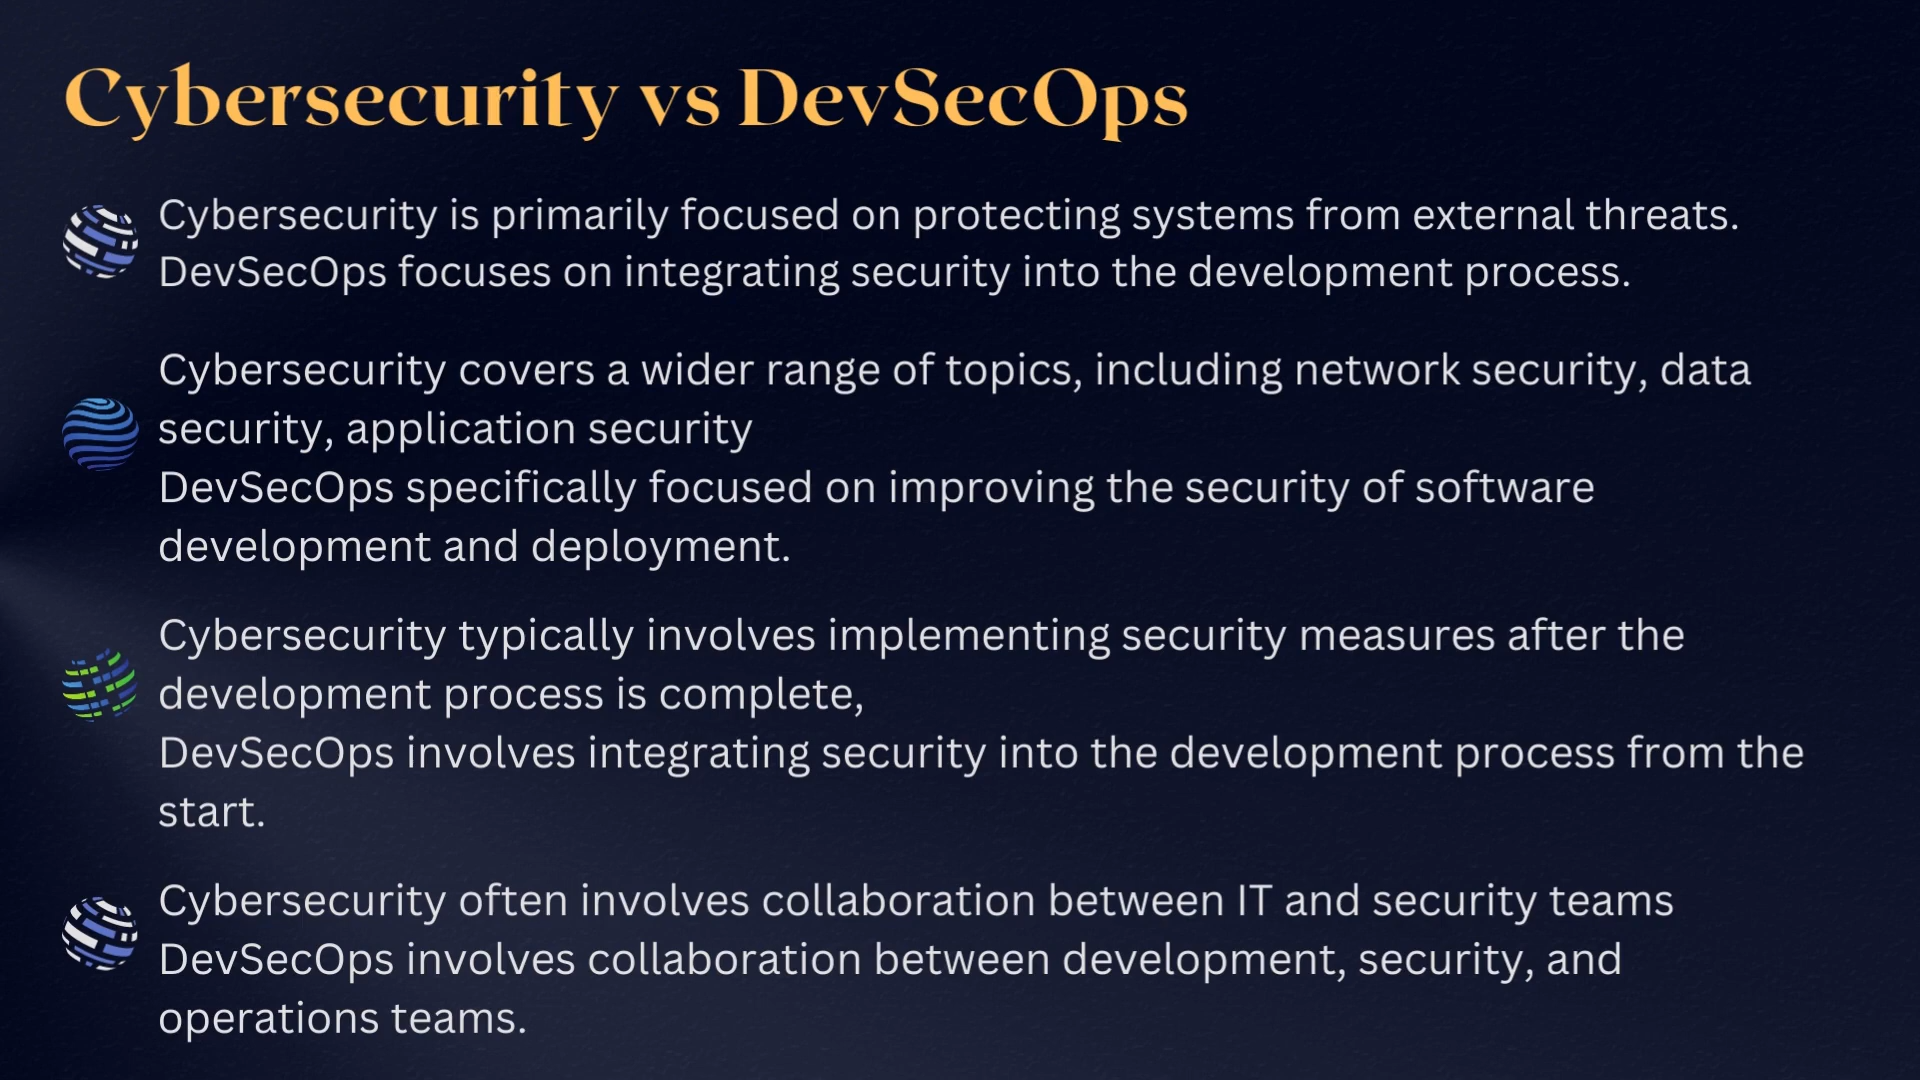 Cybersecurity vs DevSecOps
Cybersecurity is primarily focused on protecting systems from external threats.
DevSecOps focuses on integrating security into the development process.
Cybersecurity covers a wider range of topics, including network security, data
security, application security
DevSecOps specifically focused on improving the security of software
development and deployment.
Cybersecurity typically involves implementing security measures after the
development process is complete,
DevSecOps involves integrating security into the development process from the
start.
Cybersecurity often involves collaboration between IT and security teams
DevSecOps involves collaboration between development, security, and
operations teams.